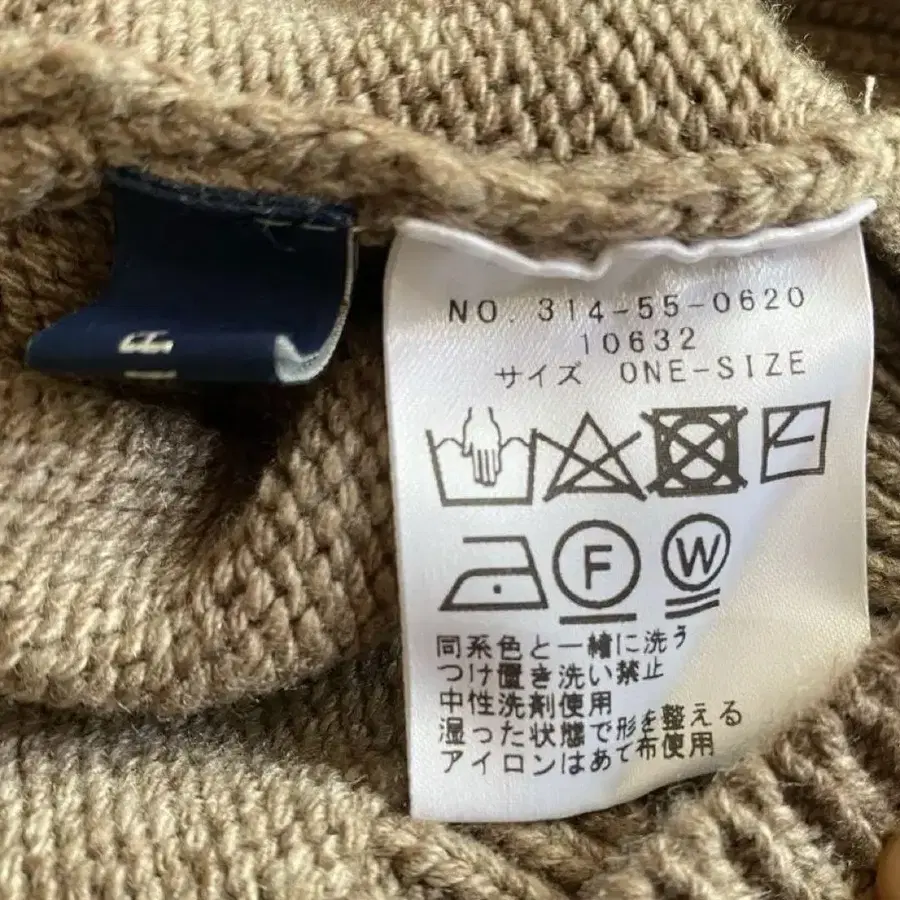 NO. 314-55-0620
10632
サイズ ONE-SIZE
F
W
同系色と一緒に洗う
つけ置き洗い禁止
中性洗剤使用
湿った状態で形を整える
アイロンはあて布使用